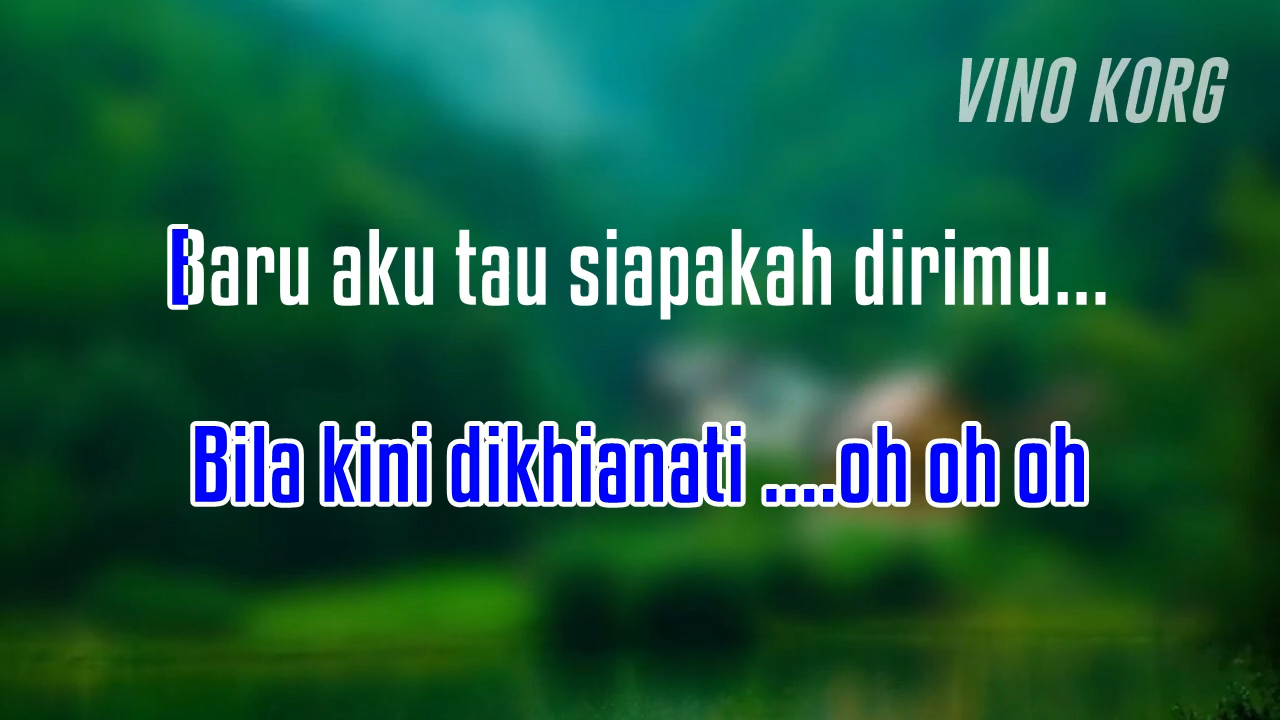 VINO KORG
Baru aku tau siapakah dirimu...
Bila kini dikhianati ....oh oh oh